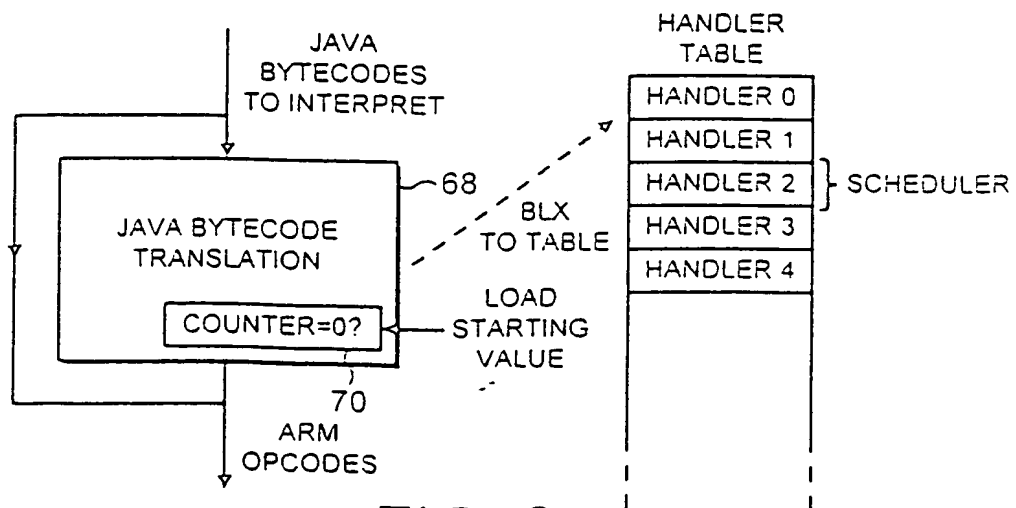 JAVA
BYTECODES
TO INTERPRET
68
JAVA BYTECODE
TRANSLATION
COUNTER=0?
70
ARM
OPCODES
BLX
TO TABLE
LOAD
STARTING
VALUE
HANDLER
TABLE
HANDLER 0
HANDLER 1
HANDLER 2
SCHEDULER
HANDLER 3
HANDLER 4